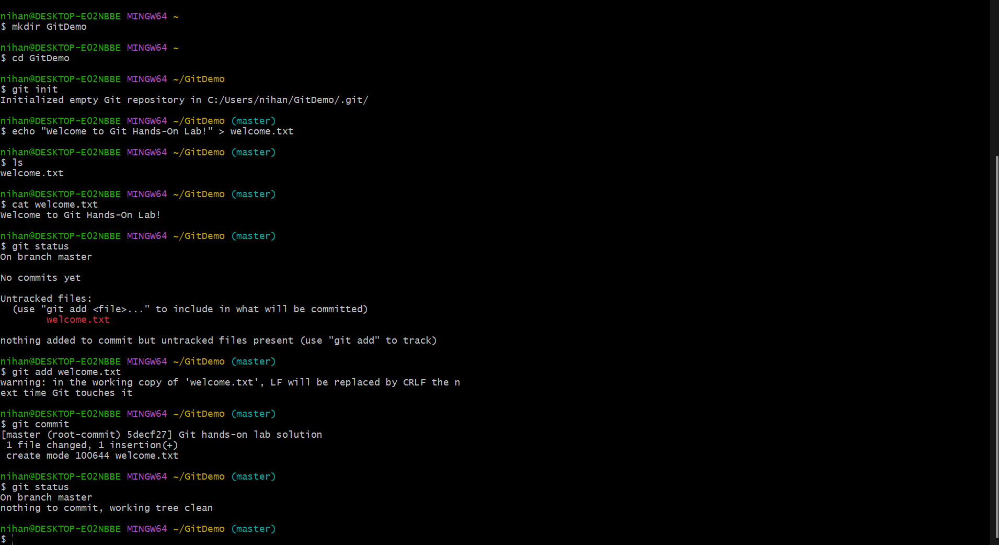 nihan@DESKTOP-E02NBBE MINGW64 ~
$ mkdir GitDemo
nihan@DESKTOP-E02NBBE MINGW64 ~
$ cd GitDemo
nihan@DESKTOP-E02NBBE MINGW64 ~/GitDemo
$ git init
Initialized empty Git repository in C:/Users/nihan/GitDemo/.git/
nihan@DESKTOP-E02NBBE MINGW64 ~/GitDemo (master)
$ echo "Welcome to Git Hands-On Lab!" > welcome.txt
nihan@DESKTOP-E02NBBE MINGW64 ~/GitDemo (master)
$ ls
welcome.txt
nihan@DESKTOP-E02NBBE MINGW64 ~/GitDemo (master)
$ cat welcome.txt
Welcome to Git Hands-On Lab!
nihan@DESKTOP-E02NBBE MINGW64 ~/GitDemo (master)
$ git status
On branch master
No commits yet
Untracked files:
  (use "git add <file>..." to include in what will be committed)
        welcome.txt
nothing added to commit but untracked files present (use "git add" to track)
nihan@DESKTOP-E02NBBE MINGW64 ~/GitDemo (master)
$ git add welcome.txt
warning: in the working copy of 'welcome.txt', LF will be replaced by CRLF the n
ext time Git touches it
nihan@DESKTOP-E02NBBE MINGW64 ~/GitDemo (master)
$ git commit
[master (root-commit) 5decf27] Git hands-on lab solution
 1 file changed, 1 insertion(+)
 create mode 100644 welcome.txt
nihan@DESKTOP-E02NBBE MINGW64 ~/GitDemo (master)
$ git status
On branch master
nothing to commit, working tree clean
nihan@DESKTOP-E02NBBE MINGW64 ~/GitDemo (master)
$